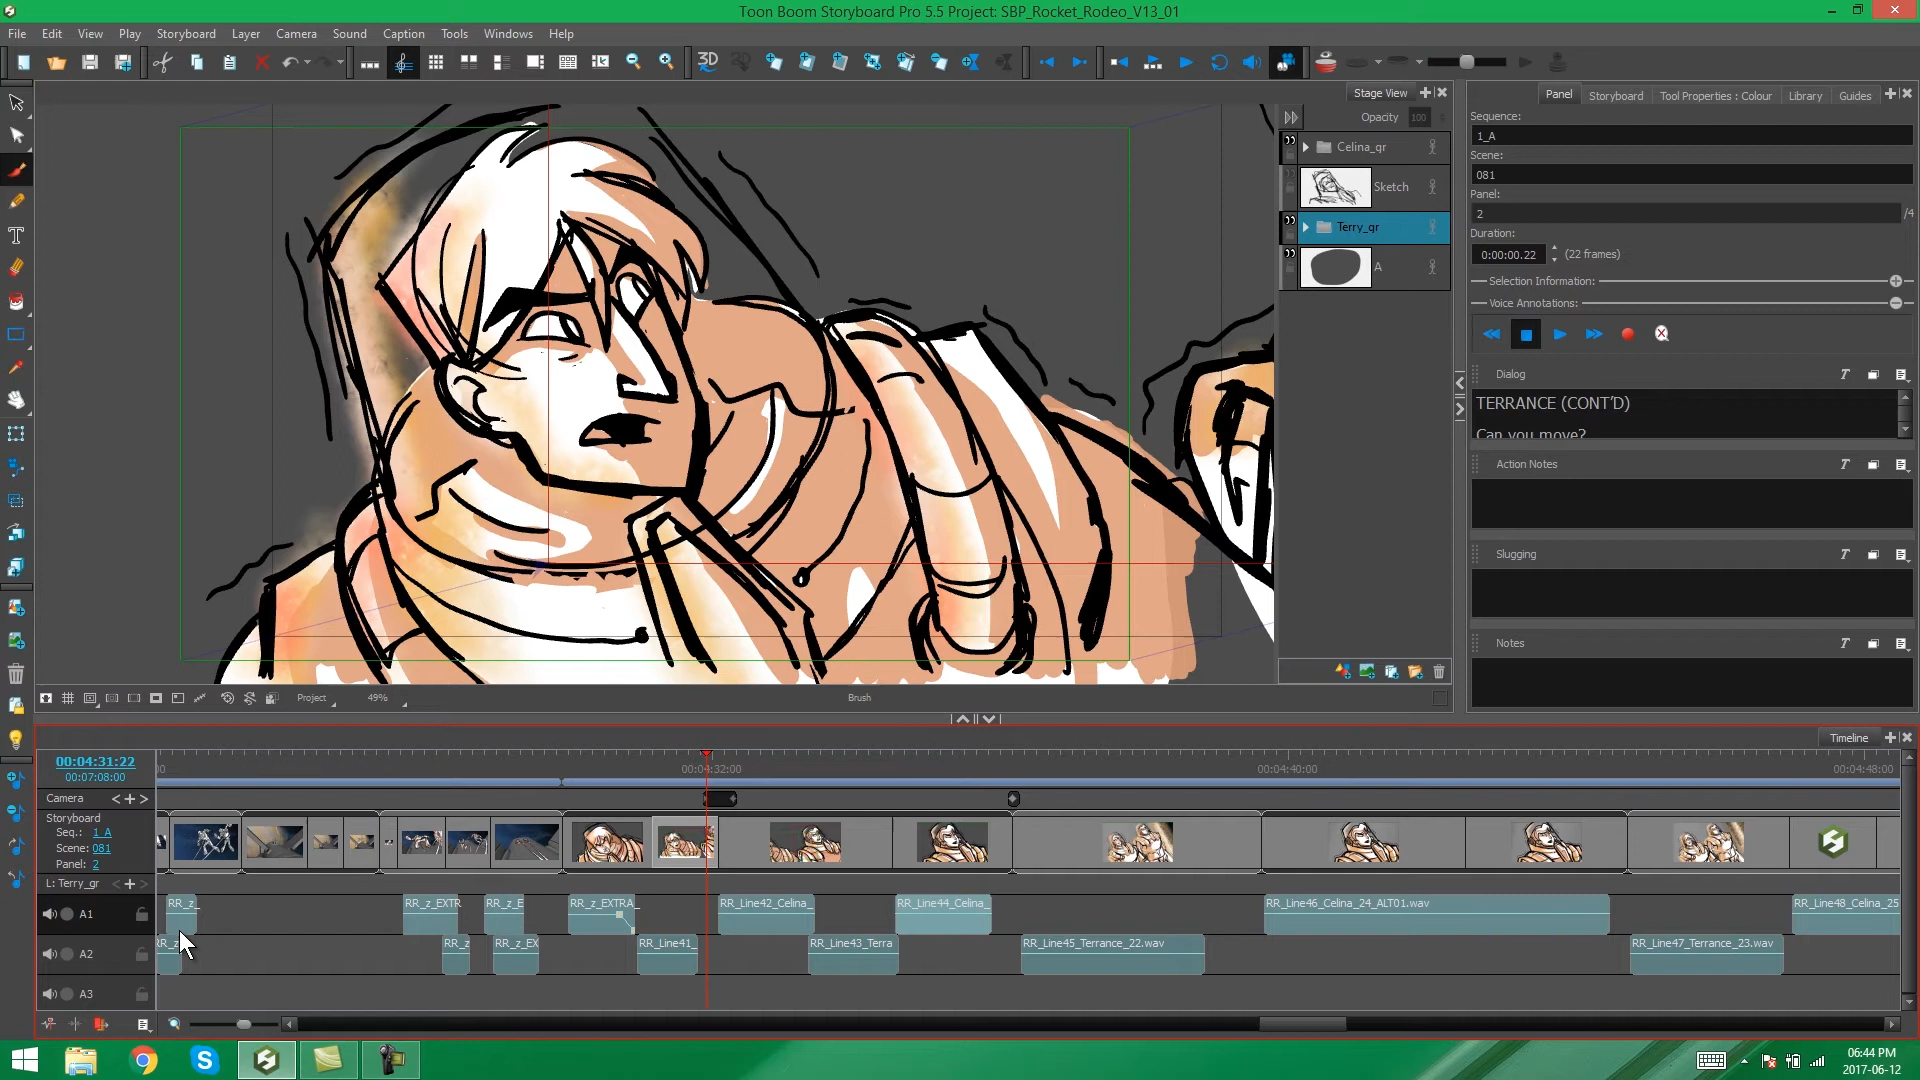 Toon Boom Storyboard Pro 5.5 Project: SBP_Rocket_Rodeo_V13_01
File Edit View Play Storyboard Layer Camera Sound Caption Tools Windows Help
3D
Stage View
Opacity 100
Celina_gr
Sketch
Terry_gr
A
Panel Storyboard Tool Properties : Colour Library Guides
Sequence:
1_A
Scene:
081
Panel:
2 /4
Duration:
0:00:00.22 (22 frames)
Selection Information:
Voice Annotations:
Dialog
TERRANCE (CONT'D)
Can you move?
Action Notes
Slugging
Notes
Project 49% Brush
Timeline
00:04:31:22
00:07:08:00
00:04:32:00 00:04:40:00 00:04:48:00
Camera
Storyboard
Seq.: 1_A
Scene: 081
Panel: 2
L: Terry_gr
A1 RR_z_ RR_z_EXTR RR_z_E RR_z_EXTRA_ RR_Line42_Celina_ RR_Line44_Celina_ RR_Line46_Celina_24_ALT01.wav RR_Line48_Celina_25
A2 RR_z RR_z RR_z_EX RR_Line41_ RR_Line43_Terra RR_Line45_Terrance_22.wav RR_Line47_Terrance_23.wav
A3
06:44 PM
2017-06-12